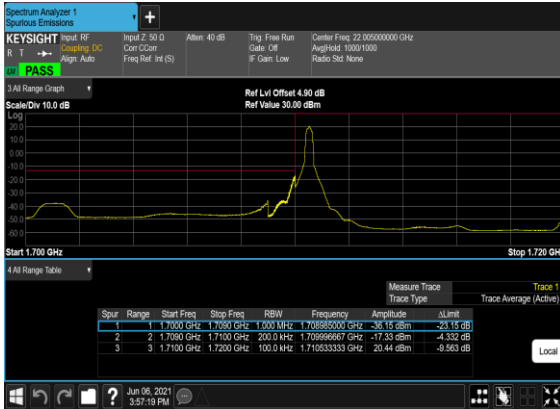 Spectrum Analyzer 1
Spurious Emissions
KEYSIGHT Input: RF Input Z: 50 Ω Atten: 40 dB Trig: Free Run Center Freq: 22.005000000 GHz
R T Coupling: DC Corr CCorr Gate: Off Avg|Hold: 1000/1000
Align: Auto Freq Ref: Int (S) IF Gain: Low Radio Std: None
PASS
3 All Range Graph Ref Lvl Offset 4.90 dB
Scale/Div 10.0 dB Ref Value 30.00 dBm
Log
20.0
10.0
0.00
-10.0
-20.0
-30.0
-40.0
-50.0
-60.0
Start 1.700 GHz Stop 1.720 GH
4 All Range Table
Measure Trace Trace 1
Trace Type Trace Average (Active)
Spur Range Start Freq Stop Freq RBW Frequency Amplitude ΔLimit
1 1 1.7000 GHz 1.7090 GHz 1.000 MHz 1.708985000 GHz -36.15 dBm -23.15 dB
2 2 1.7090 GHz 1.7100 GHz 200.0 kHz 1.709996667 GHz -17.33 dBm -4.332 dB
3 3 1.7100 GHz 1.7200 GHz 100.0 kHz 1.710533333 GHz 20.44 dBm -9.563 dB
Local
Jun 06, 2021
3:57:19 PM